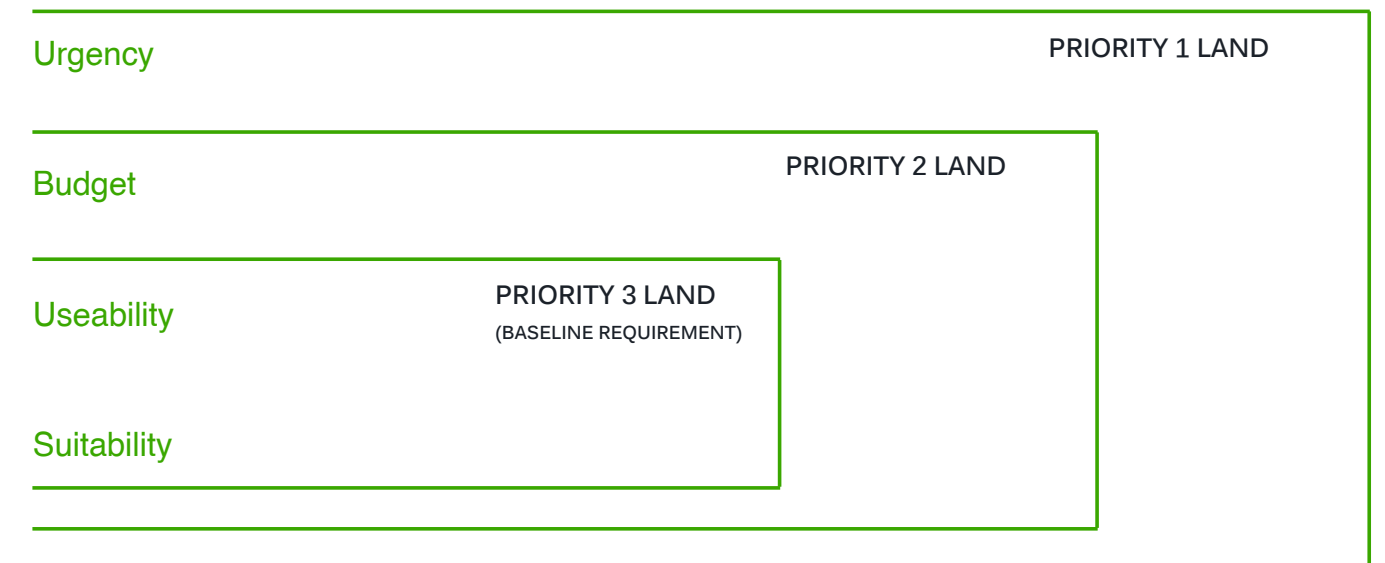 Urgency
PRIORITY 1 LAND
Budget
PRIORITY 2 LAND
Useability
PRIORITY 3 LAND
(BASELINE REQUIREMENT)
Suitability